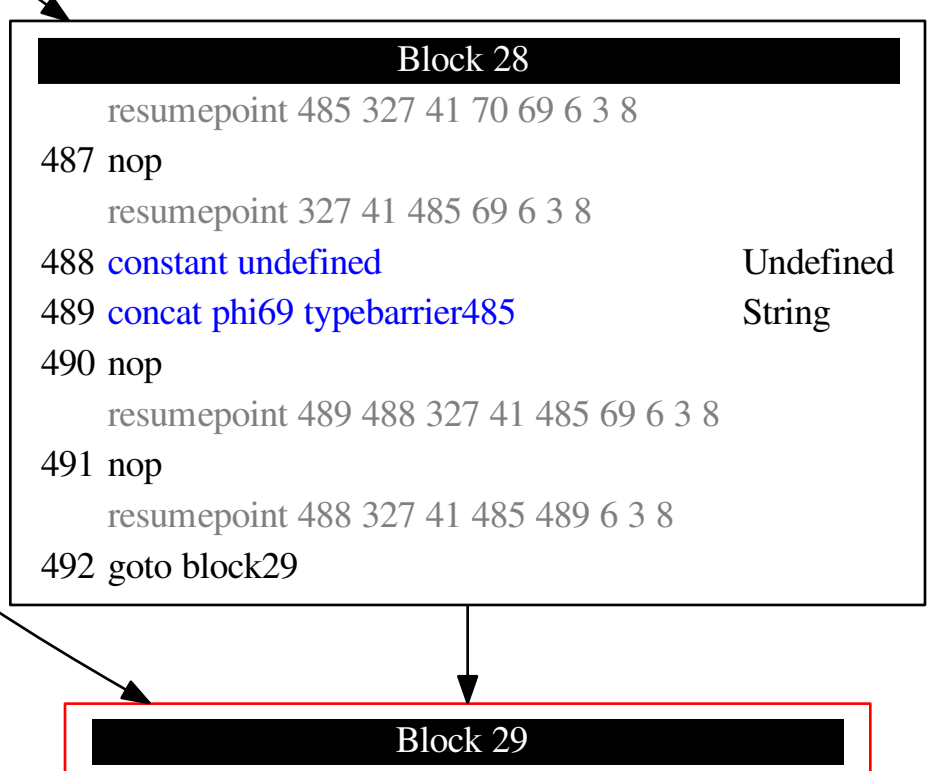 Block 28
resumepoint 485 327 41 70 69 6 3 8
487 nop
resumepoint 327 41 485 69 6 3 8
488 constant undefined Undefined
489 concat phi69 typebarrier485 String
490 nop
resumepoint 489 488 327 41 485 69 6 3 8
491 nop
resumepoint 488 327 41 485 489 6 3 8
492 goto block29
Block 29